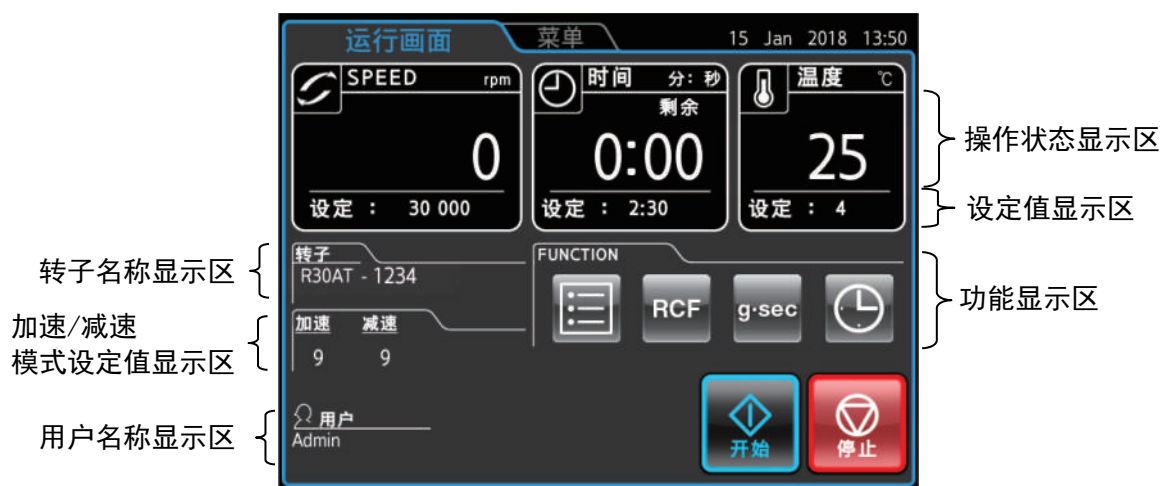 运行画面 菜单 15 Jan 2018 13:50
SPEED rpm 时间 分:秒 温度 ℃
剩余
0 0:00 25
设定 : 30 000 设定 : 2:30 设定 : 4
操作状态显示区
设定值显示区
转子 FUNCTION
R30AT - 1234
转子名称显示区
RCF g·sec
功能显示区
加速 减速
9 9
加速/减速
模式设定值显示区
用户
Admin
用户名称显示区
开始 停止